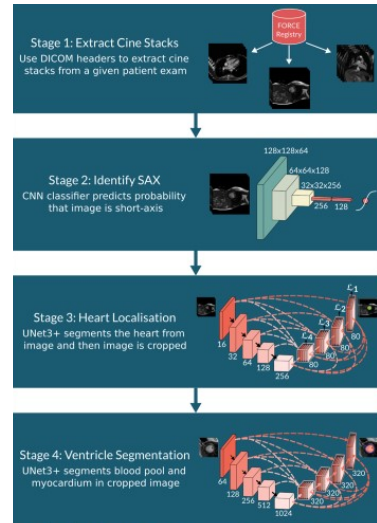 Stage 1: Extract Cine Stacks
Use DICOM headers to extract cine
stacks from a given patient exam
FORCE
Registry
Stage 2: Identify SAX
CNN classifier predicts probability
that image is short-axis
128x128x64
64x64x128
32x32x256
256
128
Stage 3: Heart Localisation
UNet3+ segments the heart from
image and then image is cropped
16
32
64
128
256
80
80
80
80
ℒ4
ℒ3
ℒ2
ℒ1
Stage 4: Ventricle Segmentation
UNet3+ segments blood pool and
myocardium in cropped image
64
128
256
512
1024
320
320
320
320